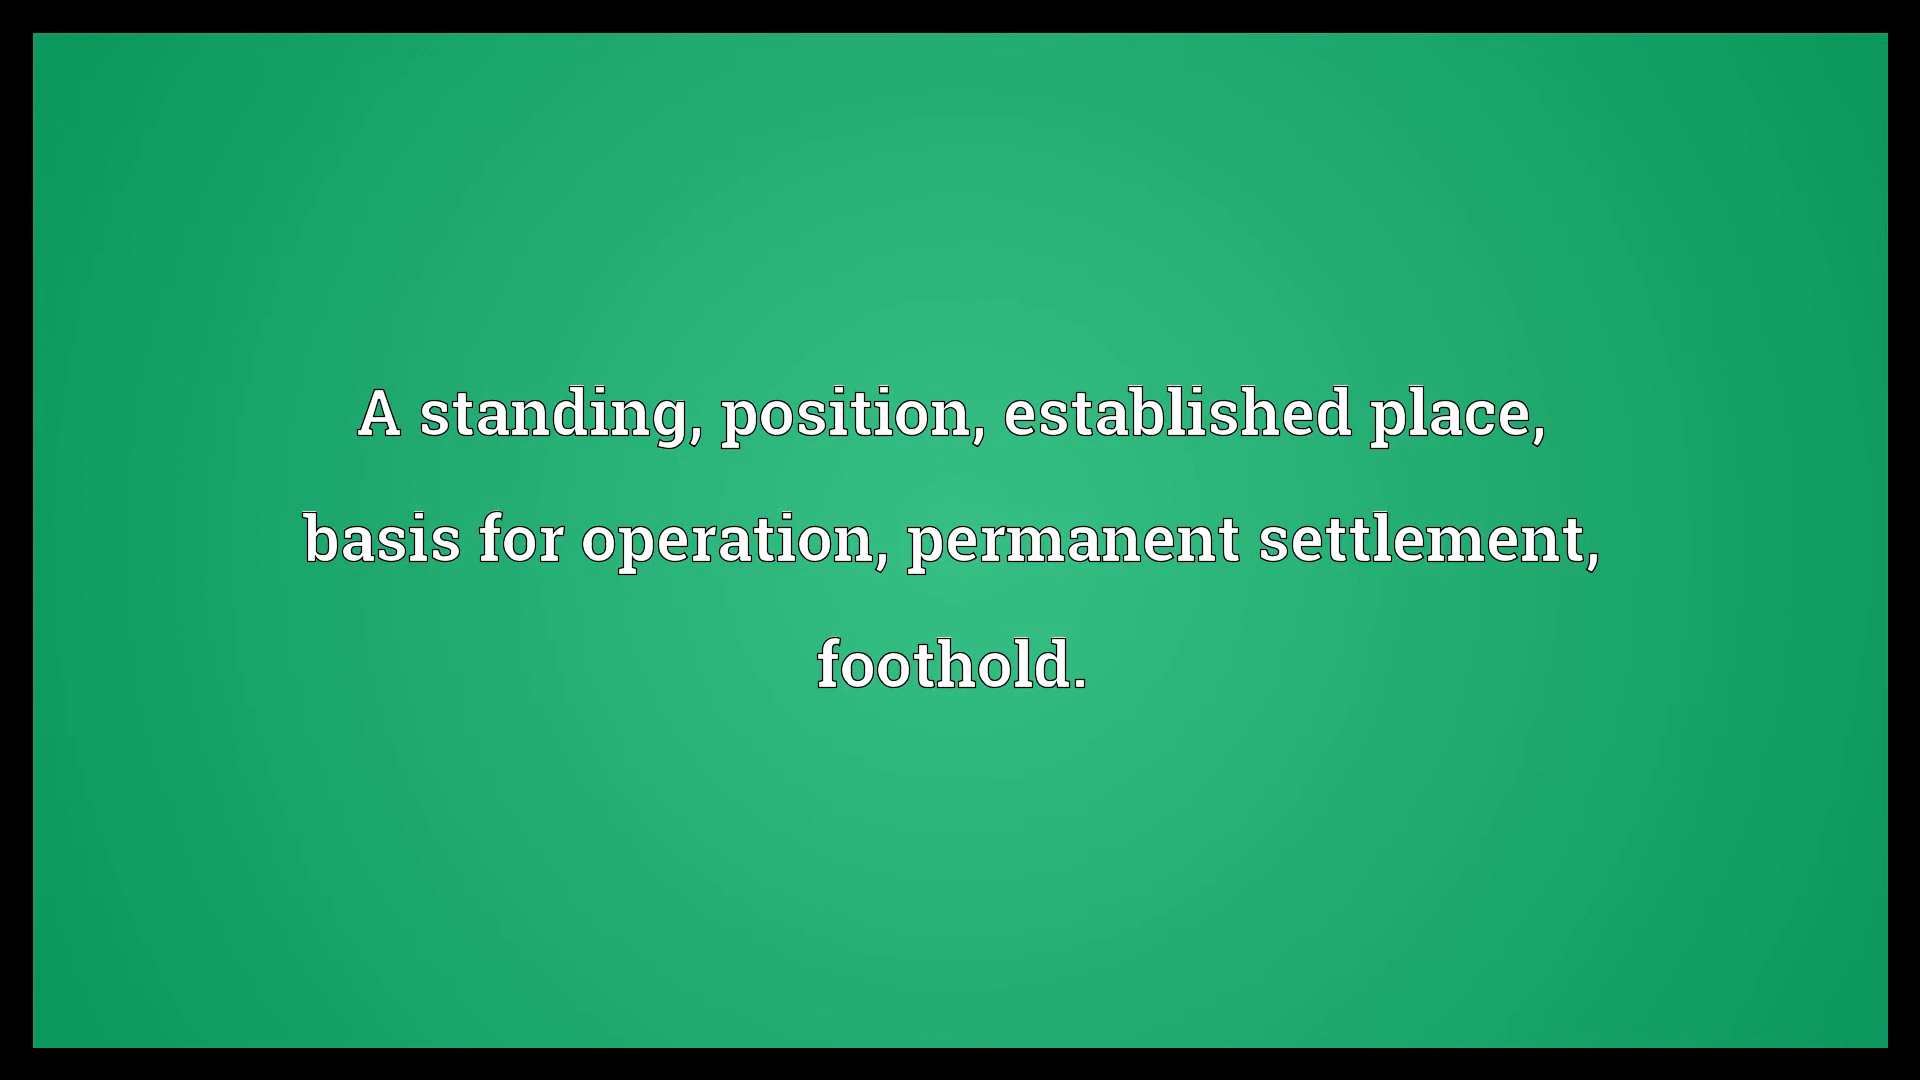 A standing, position, established place,
basis for operation, permanent settlement,
foothold.